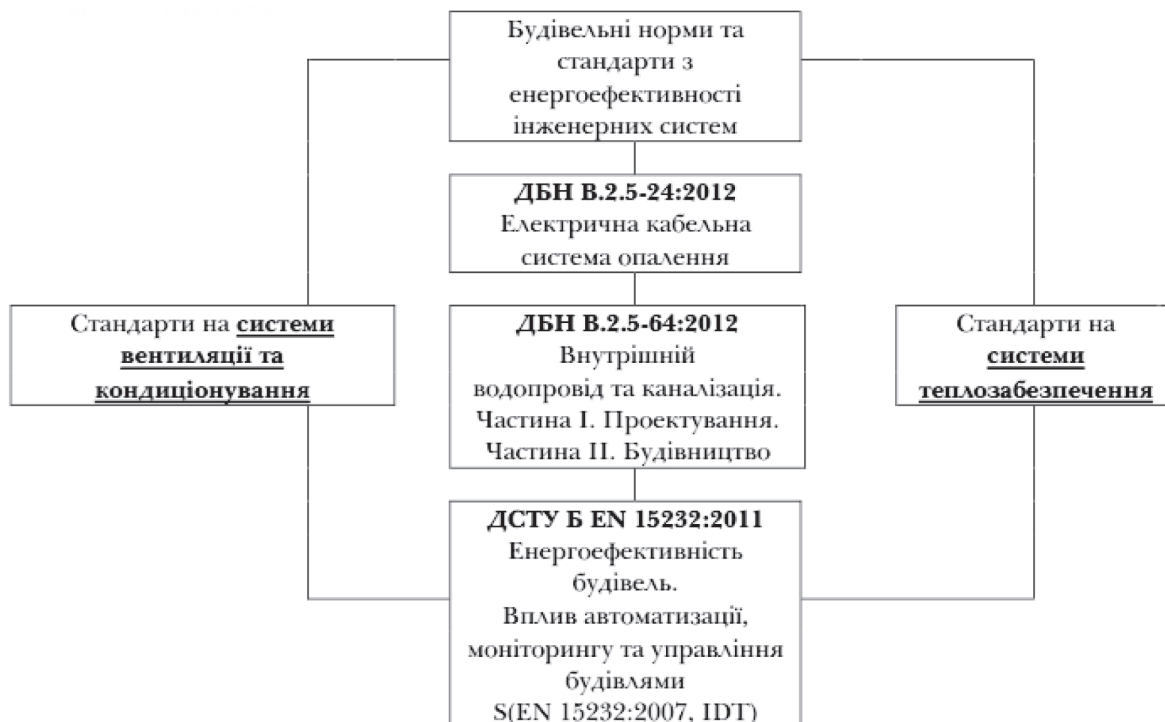 Будівельні норми та
стандарти з
енергоефективності
інженерних систем
ДБН В.2.5-24:2012
Електрична кабельна
система опалення
Стандарти на системи
вентиляції та
кондиціонування
ДБН В.2.5-64:2012
Внутрішній
водопровід та каналізація.
Частина І. Проектування.
Частина ІІ. Будівництво
Стандарти на
системи
теплозабезпечення
ДСТУ Б EN 15232:2011
Енергоефективність
будівель.
Вплив автоматизації,
моніторингу та управління
будівлями
S(EN 15232:2007, IDT)